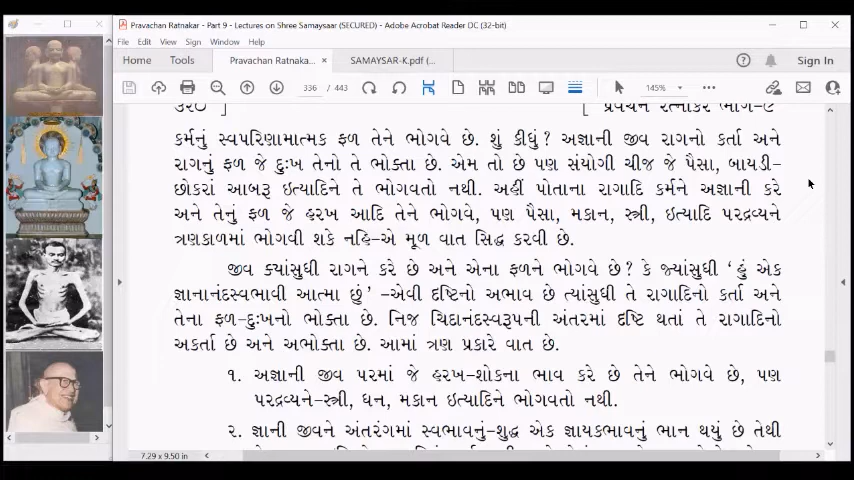 Pravachan Ratnakar - Part 9 - Lectures on Shree Samaysaar (SECURED) - Adobe Acrobat Reader DC (32-bit)
File Edit View Sign Window Help
Home Tools Pravachan Ratnaka... × SAMAYSAR-K.pdf (... Sign In
336 / 443 145%
૩૨૦ ] [ પ્રવચન રત્નાકર ભાગ-૯
કર્મનું સ્વપરિણામાત્મક ફળ તેને ભોગવે છે. શું કીધું? અજ્ઞાની જીવ રાગનો કર્તા અને
રાગનું ફળ જે દુઃખ તેનો તે ભોક્તા છે. એમ તો છે પણ સંયોગી ચીજ જે પૈસા, બાયડી-
છોકરાં આબરૂ ઇત્યાદિને તે ભોગવતો નથી. અહીં પોતાના રાગાદિ કર્મને અજ્ઞાની કરે
અને તેનું ફળ જે હરખ આદિ તેને ભોગવે, પણ પૈસા, મકાન, સ્ત્રી, ઇત્યાદિ પરદ્રવ્યને
ત્રણકાળમાં ભોગવી શકે નહિ-એ મૂળ વાત સિદ્ધ કરવી છે.
જીવ ક્યાંસુધી રાગને કરે છે અને એના ફળને ભોગવે છે? કે જ્યાંસુધી ‘હું એક
જ્ઞાનાનંદસ્વભાવી આત્મા છું’ -એવી દષ્ટિનો અભાવ છે ત્યાંસુધી તે રાગાદિનો કર્તા અને
તેના ફળ-દુઃખનો ભોક્તા છે. નિજ ચિદાનંદસ્વરૂપની અંતરમાં દષ્ટિ થતાં તે રાગાદિનો
અકર્તા છે અને અભોક્તા છે. આમાં ત્રણ પ્રકારે વાત છે.
૧. અજ્ઞાની જીવ પરમાં જે હરખ-શોકના ભાવ કરે છે તેને ભોગવે છે, પણ
પરદ્રવ્યને-સ્ત્રી, ધન, મકાન ઇત્યાદિને ભોગવતો નથી.
૨. જ્ઞાની જીવને અંતરંગમાં સ્વભાવનું-શુદ્ધ એક જ્ઞાયકભાવનું ભાન થયું છે તેથી
7.29 x 9.50 in